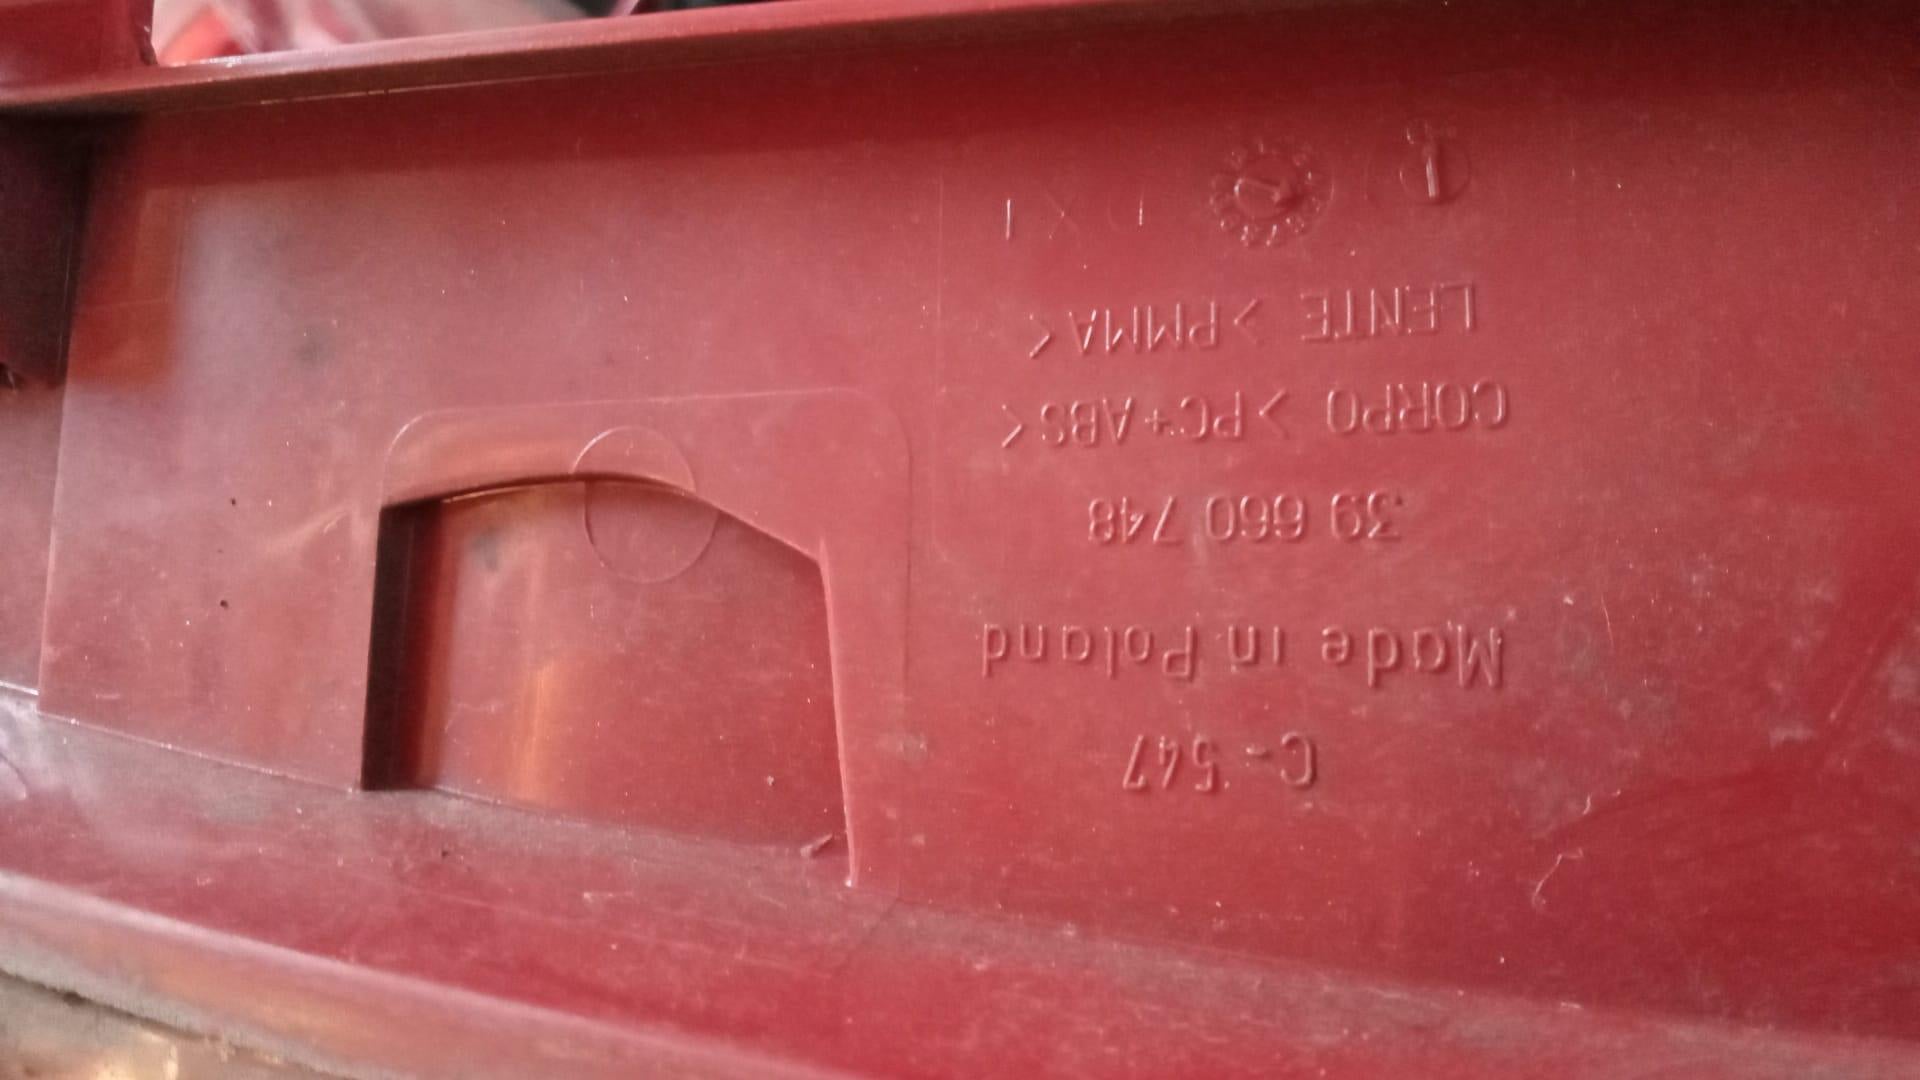 C-547
Made in Poland
39 660 748
CORPO >PC+ABS<
LENTE >PMMA<